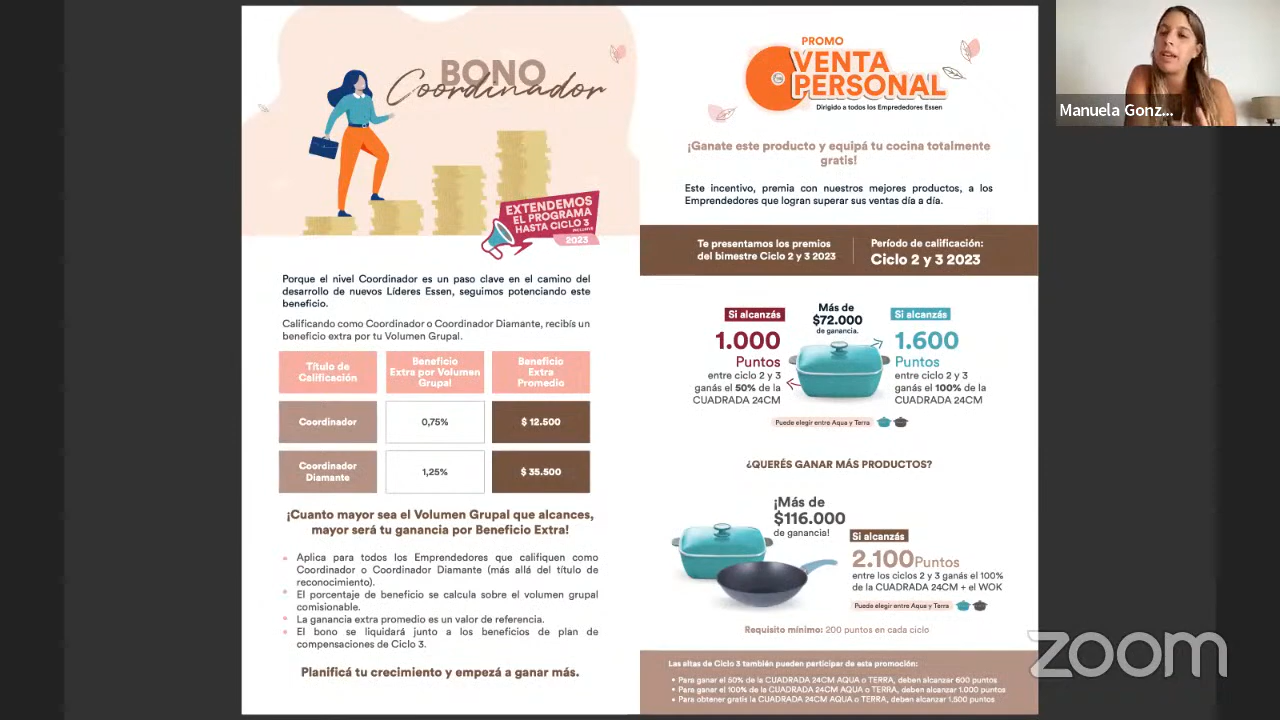 BONO
Coordinador
EXTENDEMOS
EL PROGRAMA
HASTA CICLO 3
INCLUSIVE
2023
Porque el nivel Coordinador es un paso clave en el camino del
desarrollo de nuevos Líderes Essen, seguimos potenciando este
beneficio.
Calificando como Coordinador o Coordinador Diamante, recibís un
beneficio extra por tu Volumen Grupal.
Título de
Calificación
Beneficio
Extra por Volumen
Grupal
Beneficio
Extra
Promedio
Coordinador
0,75%
$ 12.500
Coordinador
Diamante
1,25%
$ 35.500
¡Cuanto mayor sea el Volumen Grupal que alcances,
mayor será tu ganancia por Beneficio Extra!
Aplica para todos los Emprendedores que califiquen como
Coordinador o Coordinador Diamante (más allá del título de
reconocimiento).
El porcentaje de beneficio se calcula sobre el volumen grupal
comisionable.
La ganancia extra promedio es un valor de referencia.
El bono se liquidará junto a los beneficios de plan de
compensaciones de Ciclo 3.
Planificá tu crecimiento y empezá a ganar más.
PROMO
VENTA
PERSONAL
Dirigido a todos los Emprededores Essen
¡Ganate este producto y equipá tu cocina totalmente
gratis!
Este incentivo, premia con nuestros mejores productos, a los
Emprendedores que logran superar sus ventas día a día.
Te presentamos los premios
del bimestre Ciclo 2 y 3 2023
Período de calificación:
Ciclo 2 y 3 2023
Si alcanzás
1.000
Puntos
entre ciclo 2 y 3
ganás el 50% de la
CUADRADA 24CM
Más de
$72.000
de ganancia.
Si alcanzás
1.600
Puntos
entre ciclo 2 y 3
ganás el 100% de la
CUADRADA 24CM
Puede elegir entre Aqua y Terra
¿QUERÉS GANAR MÁS PRODUCTOS?
¡Más de
$116.000
de ganancia!
Si alcanzás
2.100 Puntos
entre los ciclos 2 y 3 ganás el 100%
de la CUADRADA 24CM + el WOK
Puede elegir entre Aqua y Terra
Requisito mínimo: 200 puntos en cada ciclo
Las altas de Ciclo 3 también pueden participar de esta promoción:
• Para ganar el 50% de la CUADRADA 24CM AQUA o TERRA, deben alcanzar 600 puntos
• Para ganar el 100% de la CUADRADA 24CM AQUA o TERRA, deben alcanzar 1.000 puntos
• Para obtener gratis la CUADRADA 24CM AQUA o TERRA, deben alcanzar 1.500 puntos
Manuela Gonz...
zoom